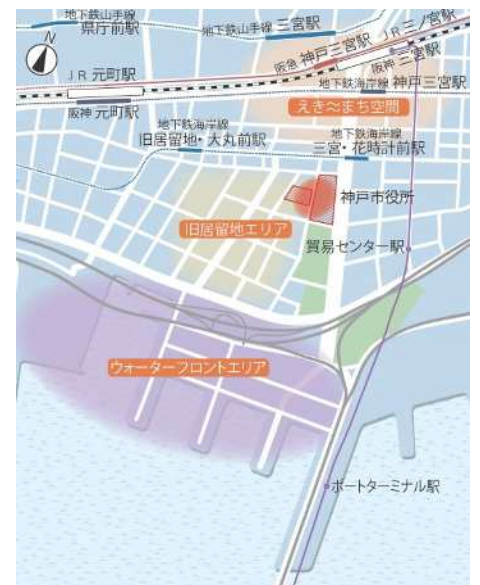 地下鉄山手線
県庁前駅
地下鉄山手線 三宮駅
阪急 神戸三宮駅
JR 三ノ宮駅
阪神 三宮駅
JR 元町駅
地下鉄海岸線 神戸三宮駅
阪神 元町駅
えき≈まち空間
地下鉄海岸線
旧居留地・大丸前駅
地下鉄海岸線
三宮・花時計前駅
神戸市役所
旧居留地エリア
貿易センター駅
ウォーターフロントエリア
ポートターミナル駅
N